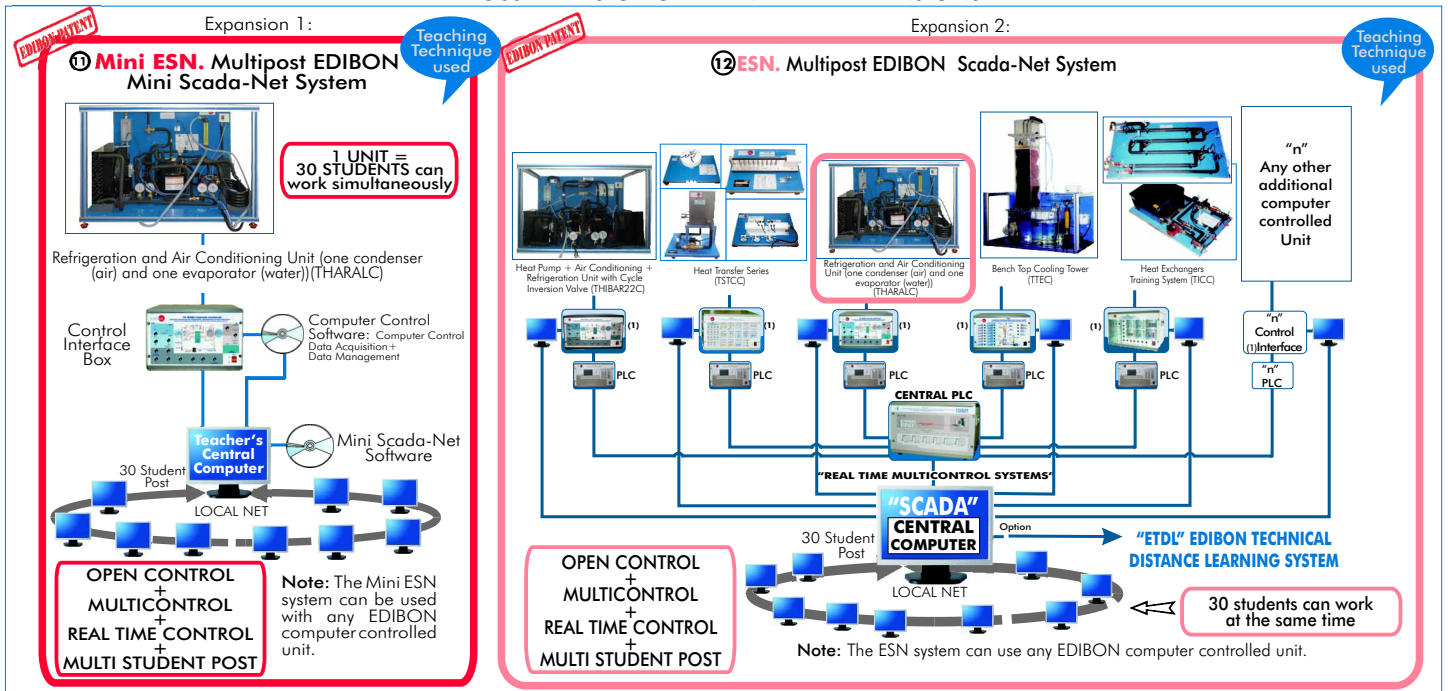 Expansion 1:
EDIBON PATENT
Teaching
Technique
used
11 Mini ESN. Multipost EDIBON
Mini Scada-Net System
1 UNIT =
30 STUDENTS can
work simultaneously
Refrigeration and Air Conditioning Unit (one condenser
(air) and one evaporator (water))(THARALC)
Control
Interface
Box
Computer Control
Software: Computer Control
Data Acquisition +
Data Management
Teacher's
Central
Computer
Mini Scada-Net
Software
30 Student
Post
LOCAL NET
OPEN CONTROL
+
MULTICONTROL
+
REAL TIME CONTROL
+
MULTI STUDENT POST
Note: The Mini ESN
system can be used
with any EDIBON
computer controlled
unit.
Expansion 2:
EDIBON PATENT
Teaching
Technique
used
12 ESN. Multipost EDIBON Scada-Net System
Heat Pump + Air Conditioning +
Refrigeration Unit with Cycle
Inversion Valve (THIBAR22C)
Heat Transfer Series
(TSTCC)
Refrigeration and Air Conditioning
Unit (one condenser (air) and one
evaporator (water))
(THARALC)
Bench Top Cooling Tower
(TTEC)
Heat Exchangers
Training System (TICC)
"n"
Any other
additional
computer
controlled
Unit
(1)
(1)
(1)
(1)
(1)
"n"
Control
(1)Interface
PLC
PLC
PLC
PLC
PLC
"n"
PLC
CENTRAL PLC
"REAL TIME MULTICONTROL SYSTEMS"
"SCADA"
CENTRAL
COMPUTER
Option
"ETDL" EDIBON TECHNICAL
DISTANCE LEARNING SYSTEM
30 Student
Post
LOCAL NET
30 students can work
at the same time
OPEN CONTROL
+
MULTICONTROL
+
REAL TIME CONTROL
+
MULTI STUDENT POST
Note: The ESN system can use any EDIBON computer controlled unit.